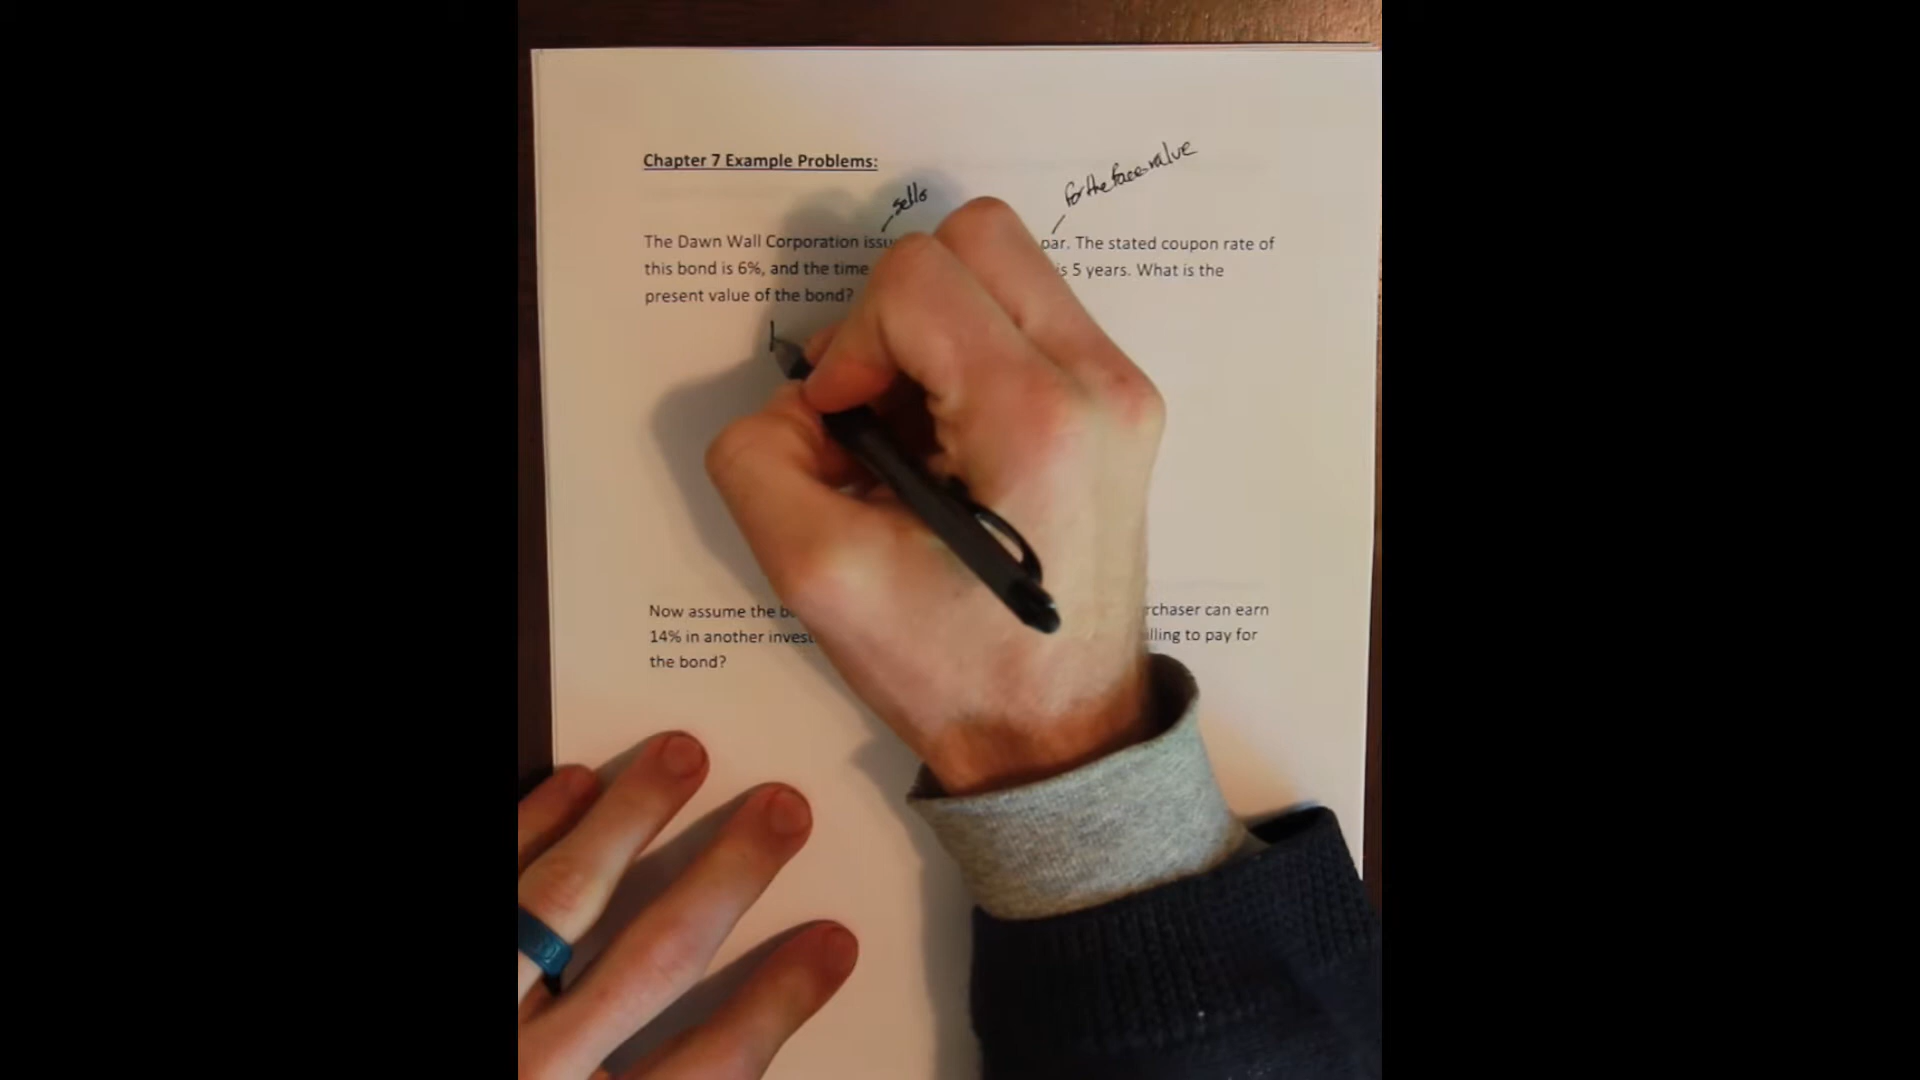 Chapter 7 Example Problems:
sells
for the face value
The Dawn Wall Corporation issu par. The stated coupon rate of
this bond is 6%, and the time is 5 years. What is the
present value of the bond?
Now assume the b rchaser can earn
14% in another invest lling to pay for
the bond?